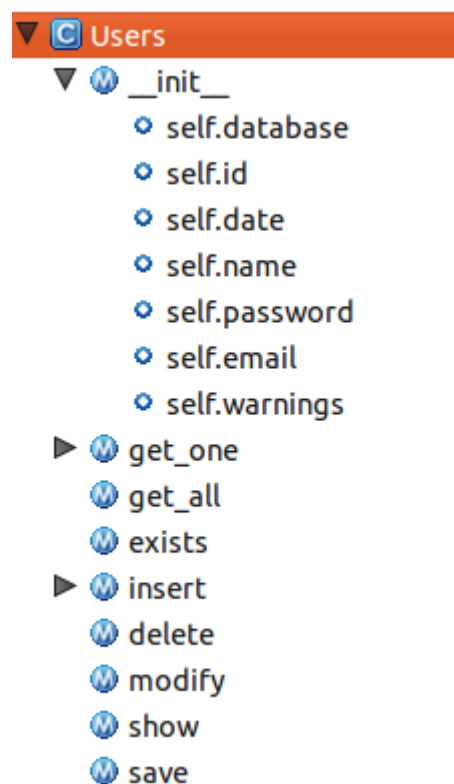 C Users
M __init__
self.database
self.id
self.date
self.name
self.password
self.email
self.warnings
M get_one
M get_all
M exists
M insert
M delete
M modify
M show
M save